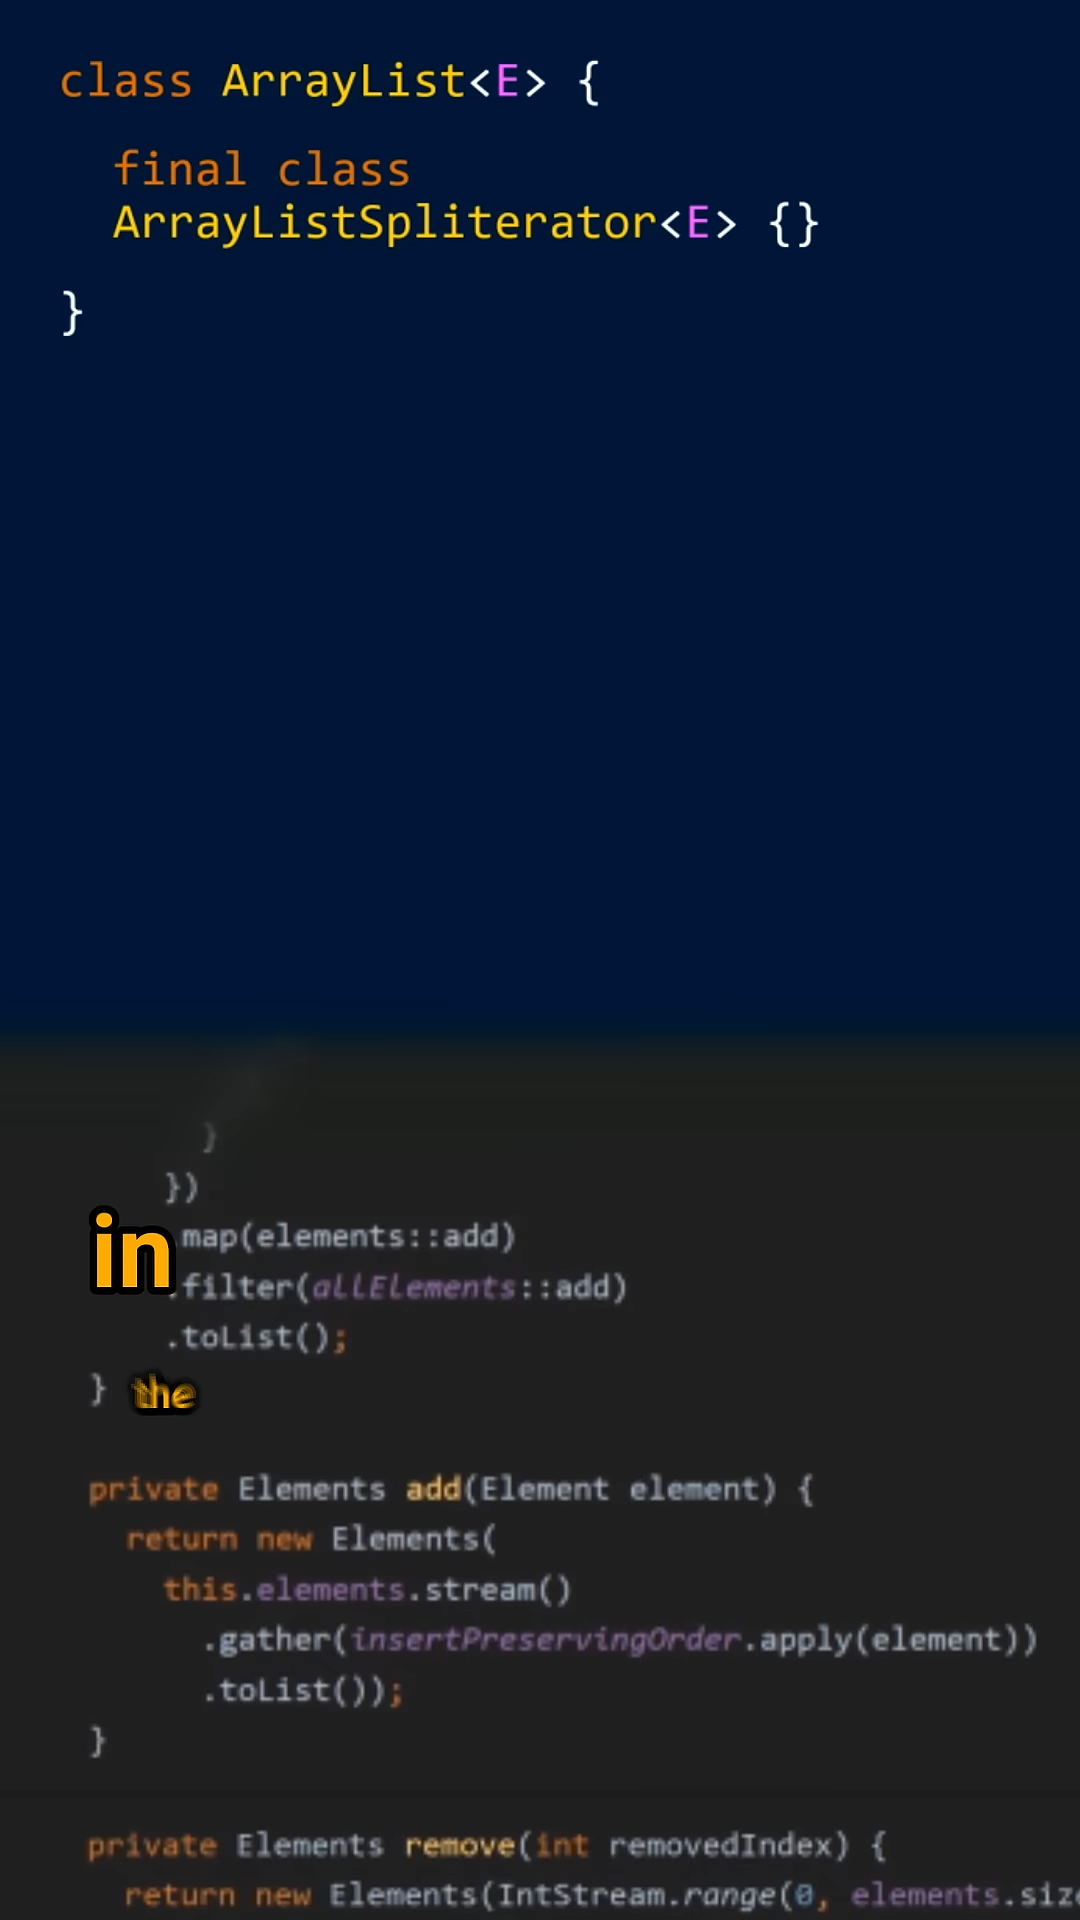 class ArrayList<E> {
final class
ArrayListSpliterator<E> {}
}
}
})
in
.map(elements::add)
.filter(allElements::add)
.toList();
}
the
private Elements add(Element element) {
return new Elements(
this.elements.stream()
.gather(insertPreservingOrder.apply(element))
.toList());
}
private Elements remove(int removedIndex) {
return new Elements(IntStream.range(0, elements.size